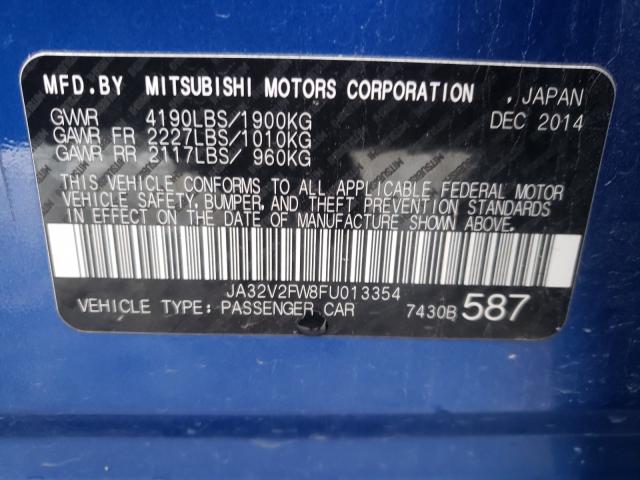 MFD.BY MITSUBISHI MOTORS CORPORATION , JAPAN
GVWR 4190LBS/1900KG DEC 2014
GAWR FR 2227LBS/1010KG
GAWR RR 2117LBS/ 960KG
THIS VEHICLE CONFORMS TO ALL APPLICABLE FEDERAL MOTOR
VEHICLE SAFETY, BUMPER, AND THEFT PREVENTION STANDARDS
IN EFFECT ON THE DATE OF MANUFACTURE SHOWN ABOVE.
JA32V2FW8FU013354
VEHICLE TYPE: PASSENGER CAR 7430B 587